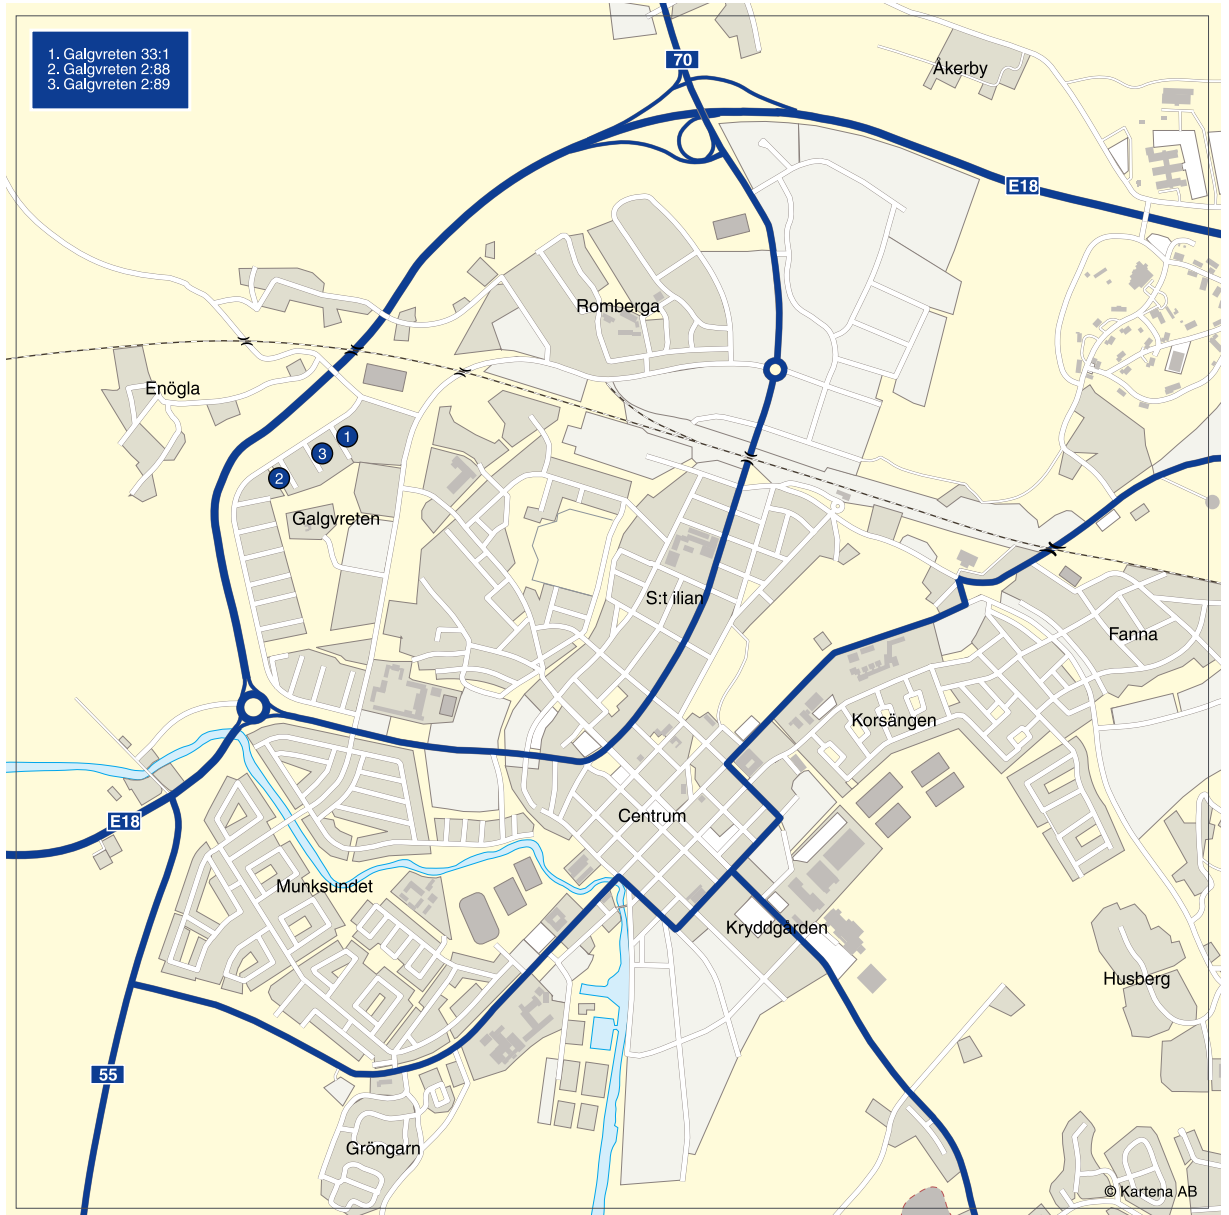 1. Galgvreten 33:1
2. Galgvreten 2:88
3. Galgvreten 2:89
70
Åkerby
E18
Romberga
Enögla
1
3
2
Galgvreten
S:t ilian
Fanna
Korsängen
Centrum
E18
Munksundet
Kryddgården
Husberg
55
Gröngarn
© Kartena AB